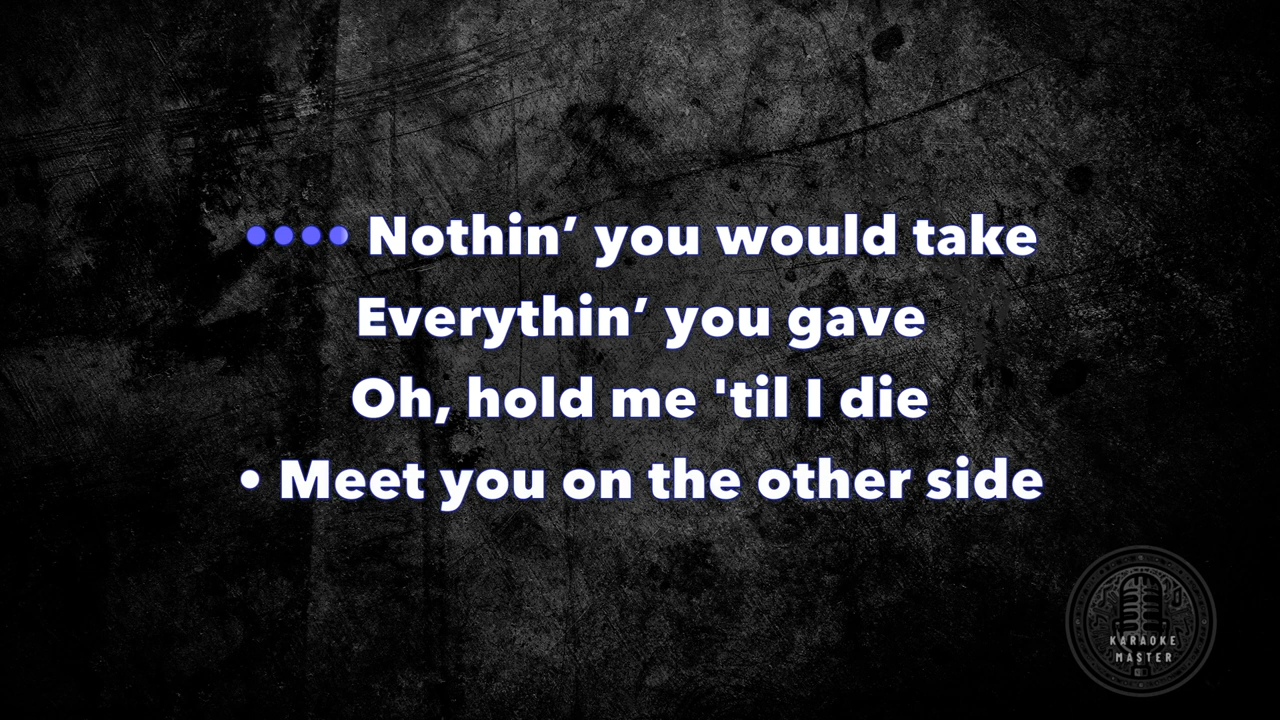 •••• Nothin’ you would take
Everythin’ you gave
Oh, hold me 'til I die
• Meet you on the other side
KARAOKE
MASTER